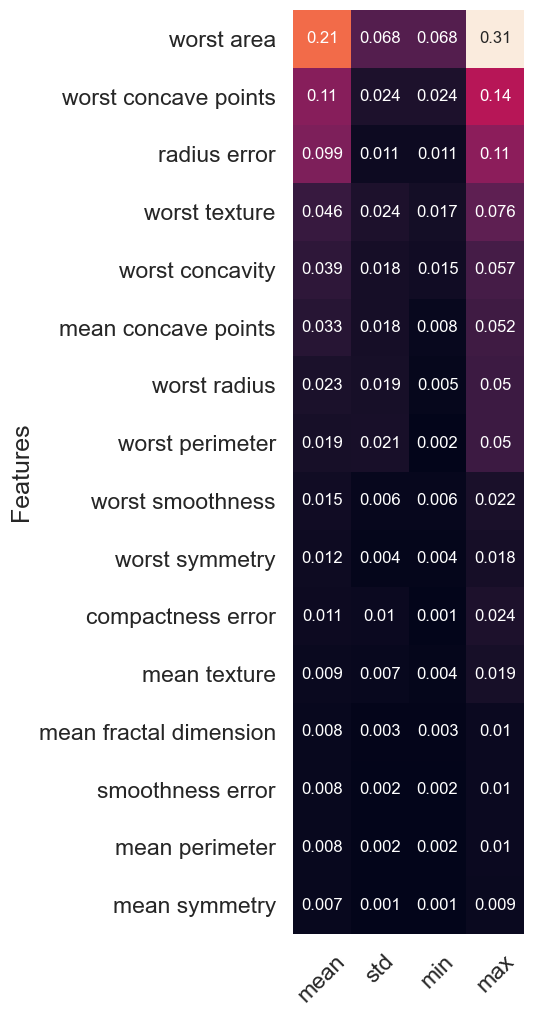 Features
worst area 0.21 0.068 0.068 0.31
worst concave points 0.11 0.024 0.024 0.14
radius error 0.099 0.011 0.011 0.11
worst texture 0.046 0.024 0.017 0.076
worst concavity 0.039 0.018 0.015 0.057
mean concave points 0.033 0.018 0.008 0.052
worst radius 0.023 0.019 0.005 0.05
worst perimeter 0.019 0.021 0.002 0.05
worst smoothness 0.015 0.006 0.006 0.022
worst symmetry 0.012 0.004 0.004 0.018
compactness error 0.011 0.01 0.001 0.024
mean texture 0.009 0.007 0.004 0.019
mean fractal dimension 0.008 0.003 0.003 0.01
smoothness error 0.008 0.002 0.002 0.01
mean perimeter 0.008 0.002 0.002 0.01
mean symmetry 0.007 0.001 0.001 0.009
mean std min max